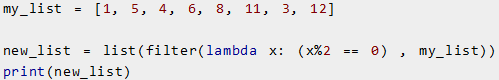 my_list = [1, 5, 4, 6, 8, 11, 3, 12]
new_list = list(filter(lambda x: (x%2 == 0) , my_list))
print(new_list)